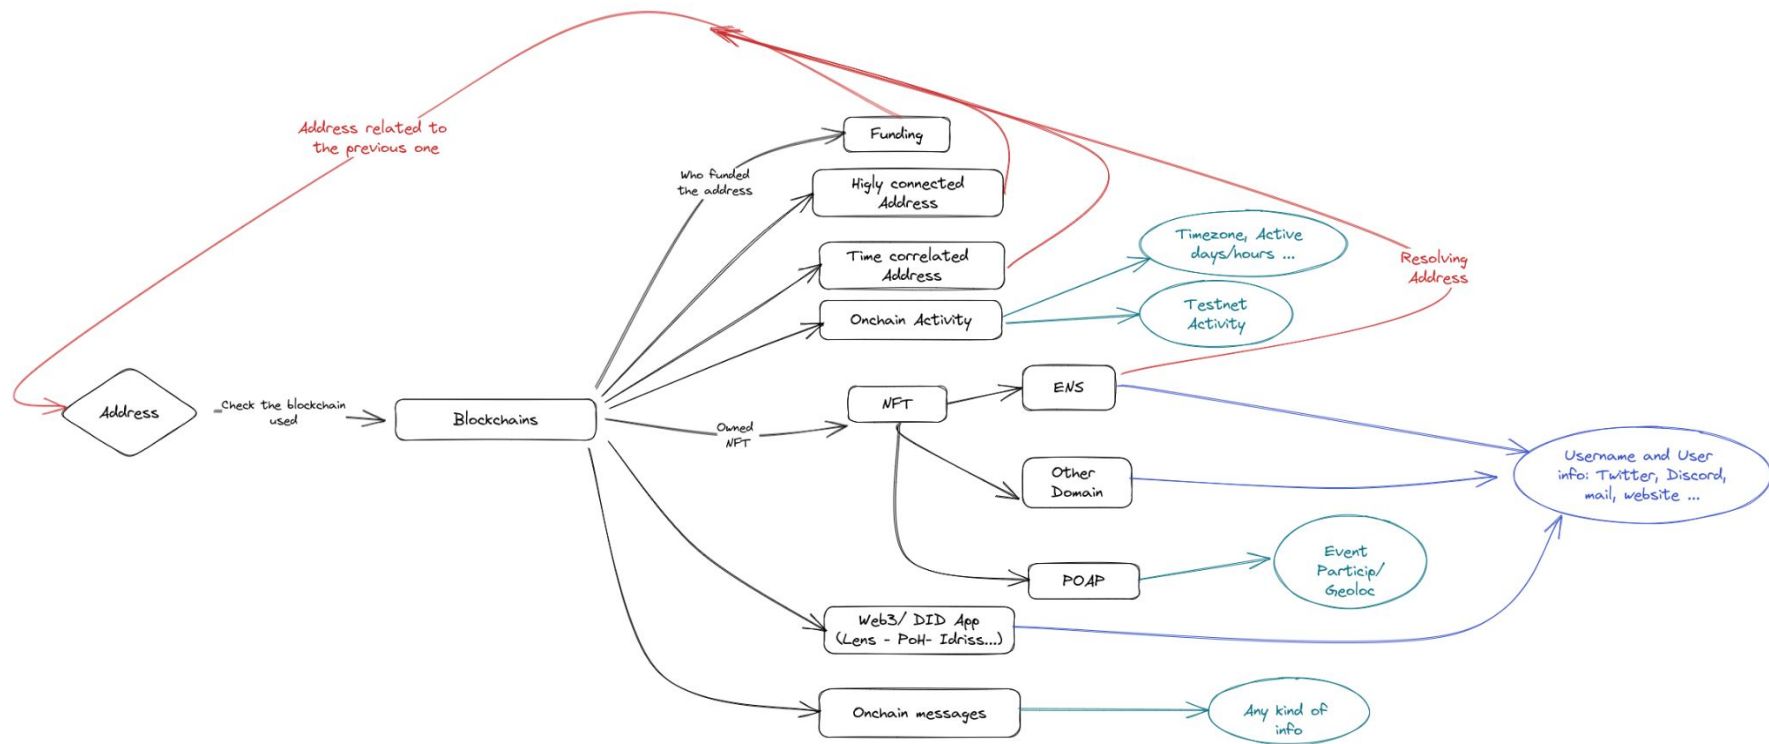 Address related to
the previous one
Funding
Who funded
the address
Higly connected
Address
Timezone, Active
days/hours ...
Time correlated
Address
Resolving
Address
Onchain Activity
Testnet
Activity
Address
Check the blockchain
used
Blockchains
Owned
NFT
NFT
ENS
Other
Domain
Username and User
info: Twitter, Discord,
mail, website ...
POAP
Event
Particip/
Geoloc
Web3/ DID App
(Lens - PoH- Idriss...)
Onchain messages
Any kind of
info